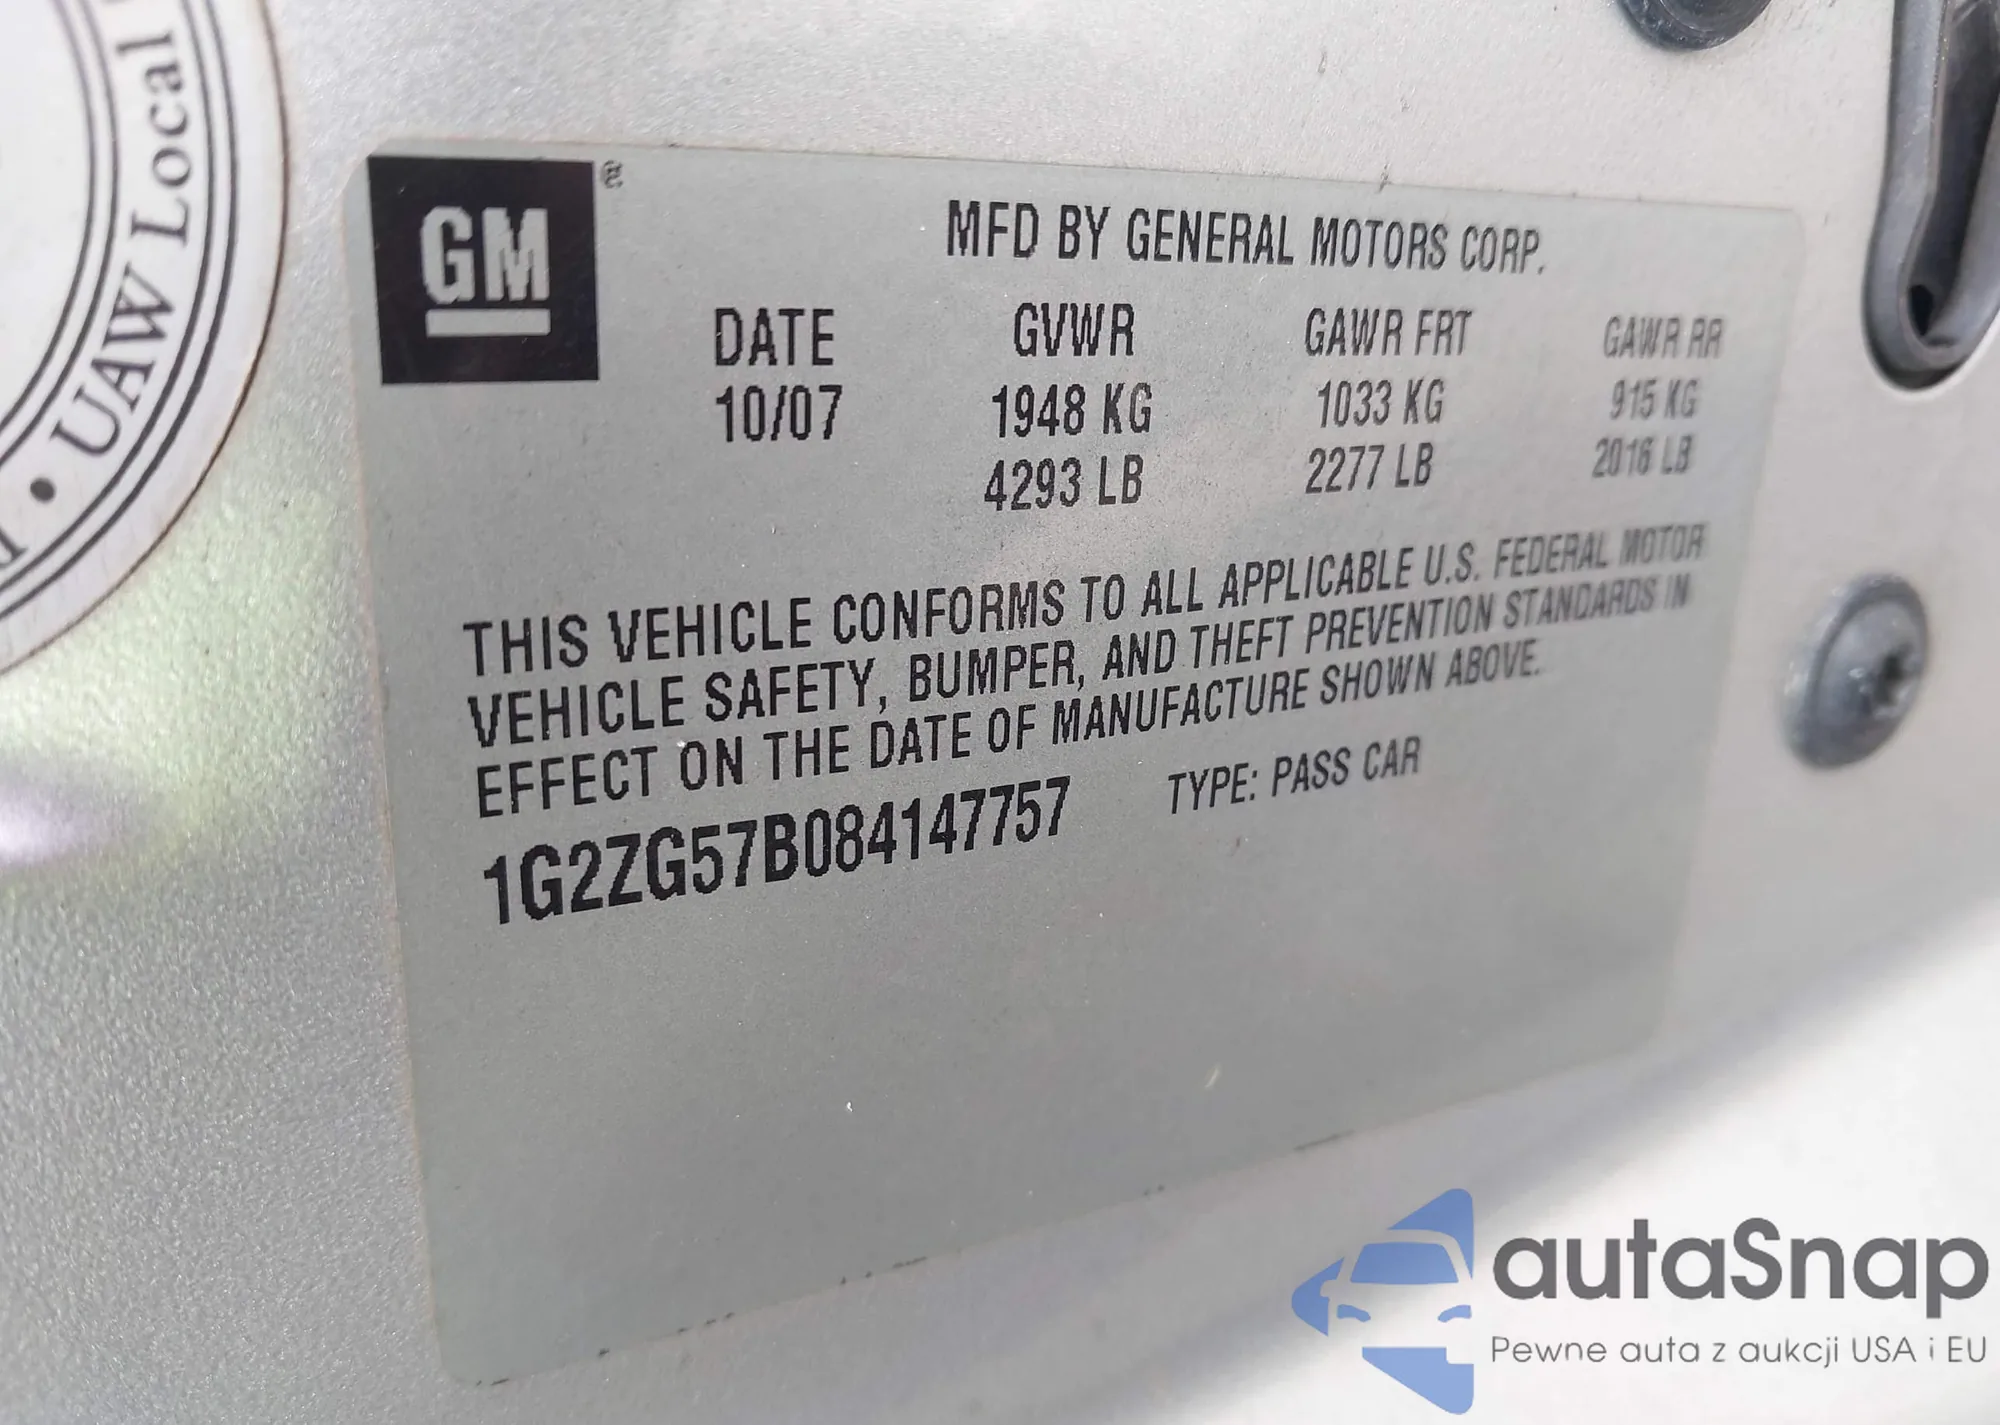 UAW Local
GM
®
MFD BY GENERAL MOTORS CORP.
DATE GVWR GAWR FRT GAWR RR
10/07 1948 KG 1033 KG 915 KG
4293 LB 2277 LB 2016 LB
THIS VEHICLE CONFORMS TO ALL APPLICABLE U.S. FEDERAL MOTOR
VEHICLE SAFETY, BUMPER, AND THEFT PREVENTION STANDARDS IN
EFFECT ON THE DATE OF MANUFACTURE SHOWN ABOVE.
1G2ZG57B084147757 TYPE: PASS CAR
autaSnap
Pewne auta z aukcji USA i EU